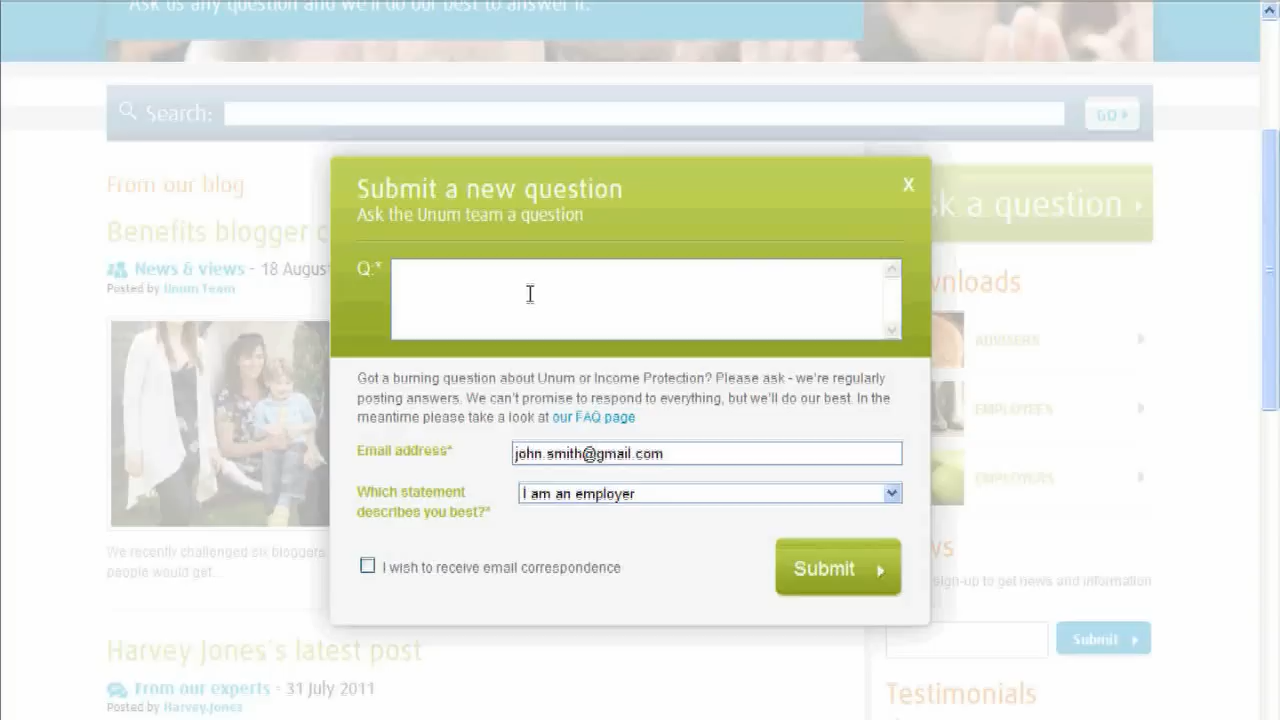 Ask us any question and we'll do our best to answer it.
Search:
GO
From our blog
Benefits blogger c
News & views - 18 Augus
Posted by Unum Team
We recently challenged six bloggers
people would get...
Harvey Jones's latest post
From our experts - 31 July 2011
Posted by Harvey.Jones
Submit a new question
X
Ask the Unum team a question
Q:*
Got a burning question about Unum or Income Protection? Please ask - we're regularly
posting answers. We can't promise to respond to everything, but we'll do our best. In the
meantime please take a look at our FAQ page
Email address*
john.smith@gmail.com
Which statement
describes you best?*
I am an employer
I wish to receive email correspondence
Submit
sk a question
wnloads
ADVISERS
EMPLOYEES
EMPLOYERS
ws
sign-up to get news and information
Submit
Testimonials